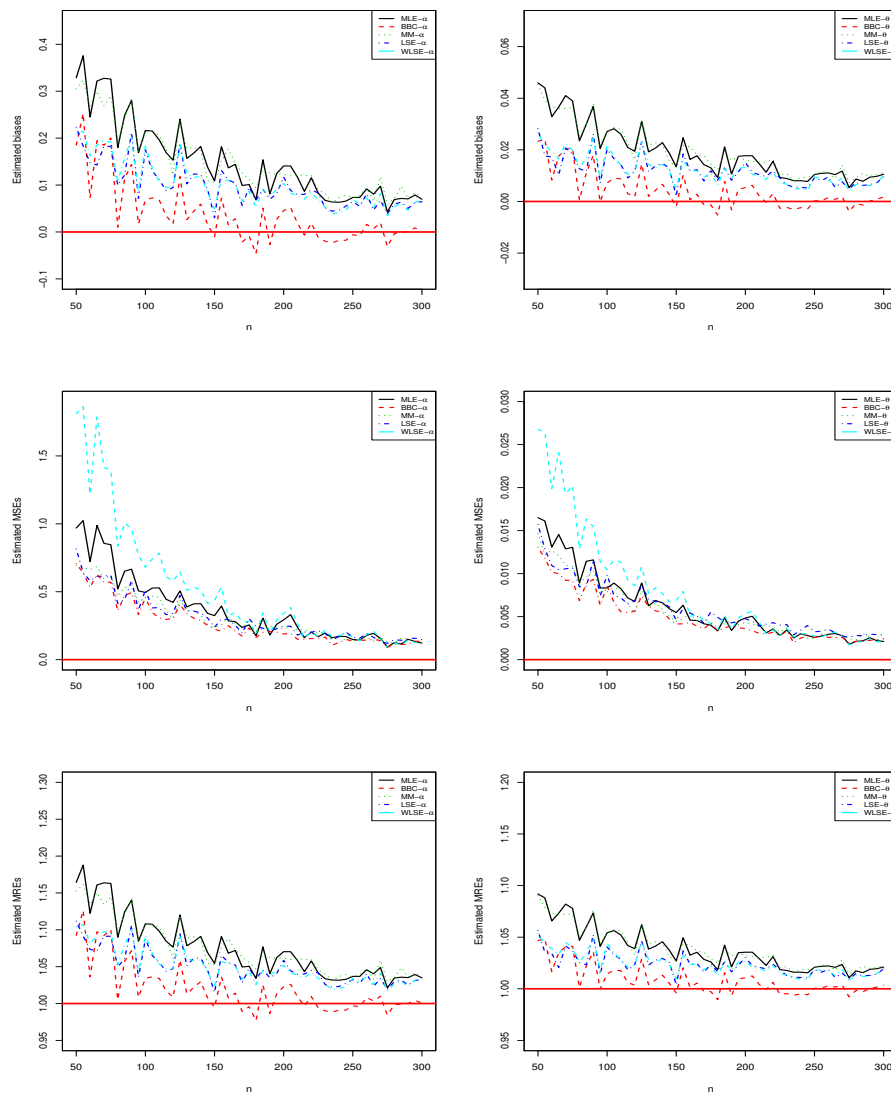 Estimated biases
0.4
0.3
0.2
0.1
0.0
−0.1
50
100
150
200
250
300
n
MLE−α
BBC−α
MM−α
LSE−α
WLSE−α
Estimated biases
0.06
0.04
0.02
0.00
−0.02
50
100
150
200
250
300
n
MLE−θ
BBC−θ
MM−θ
LSE−θ
WLSE−
Estimated MSEs
1.5
1.0
0.5
0.0
50
100
150
200
250
300
n
MLE−α
BBC−α
MM−α
LSE−α
WLSE−α
Estimated MSEs
0.030
0.025
0.020
0.015
0.010
0.005
0.000
50
100
150
200
250
300
n
MLE−θ
BBC−θ
MM−θ
LSE−θ
WLSE−
Estimated MREs
1.30
1.25
1.20
1.15
1.10
1.05
1.00
0.95
50
100
150
200
250
300
n
MLE−α
BBC−α
MM−α
LSE−α
WLSE−α
Estimated MREs
1.20
1.15
1.10
1.05
1.00
0.95
50
100
150
200
250
300
n
MLE−θ
BBC−θ
MM−θ
LSE−θ
WLSE−